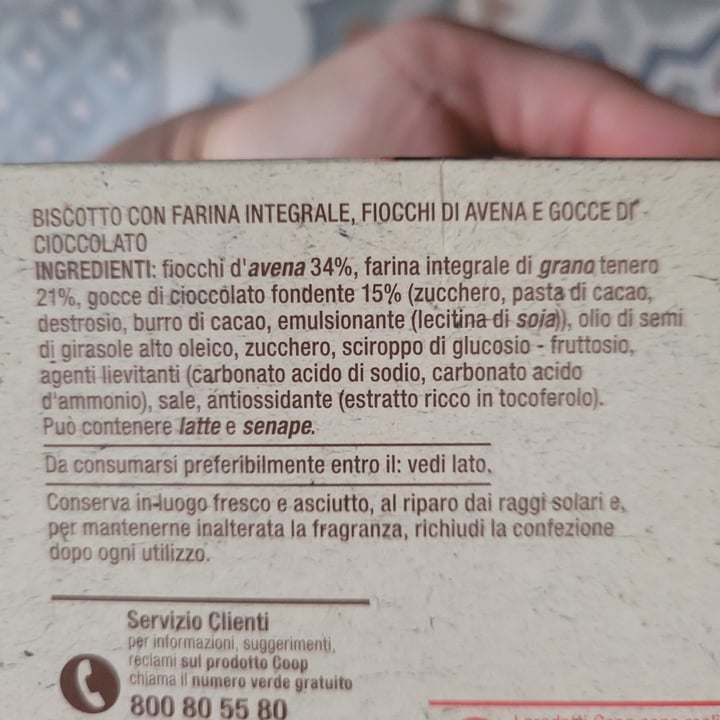 BISCOTTO CON FARINA INTEGRALE, FIOCCHI DI AVENA E GOCCE DI
CIOCCOLATO
INGREDIENTI: fiocchi d'avena 34%, farina integrale di grano tenero
21%, gocce di cioccolato fondente 15% (zucchero, pasta di cacao,
destrosio, burro di cacao, emulsionante (lecitina di soia)), olio di semi
di girasole alto oleico, zucchero, sciroppo di glucosio - fruttosio,
agenti lievitanti (carbonato acido di sodio, carbonato acido
d'ammonio), sale, antiossidante (estratto ricco in tocoferolo).
Può contenere latte e senape.
Da consumarsi preferibilmente entro il: vedi lato.
Conserva in luogo fresco e asciutto, al riparo dai raggi solari e,
per mantenerne inalterata la fragranza, richiudi la confezione
dopo ogni utilizzo.
Servizio Clienti
per informazioni, suggerimenti,
reclami sul prodotto Coop
chiama il numero verde gratuito
800 80 55 80